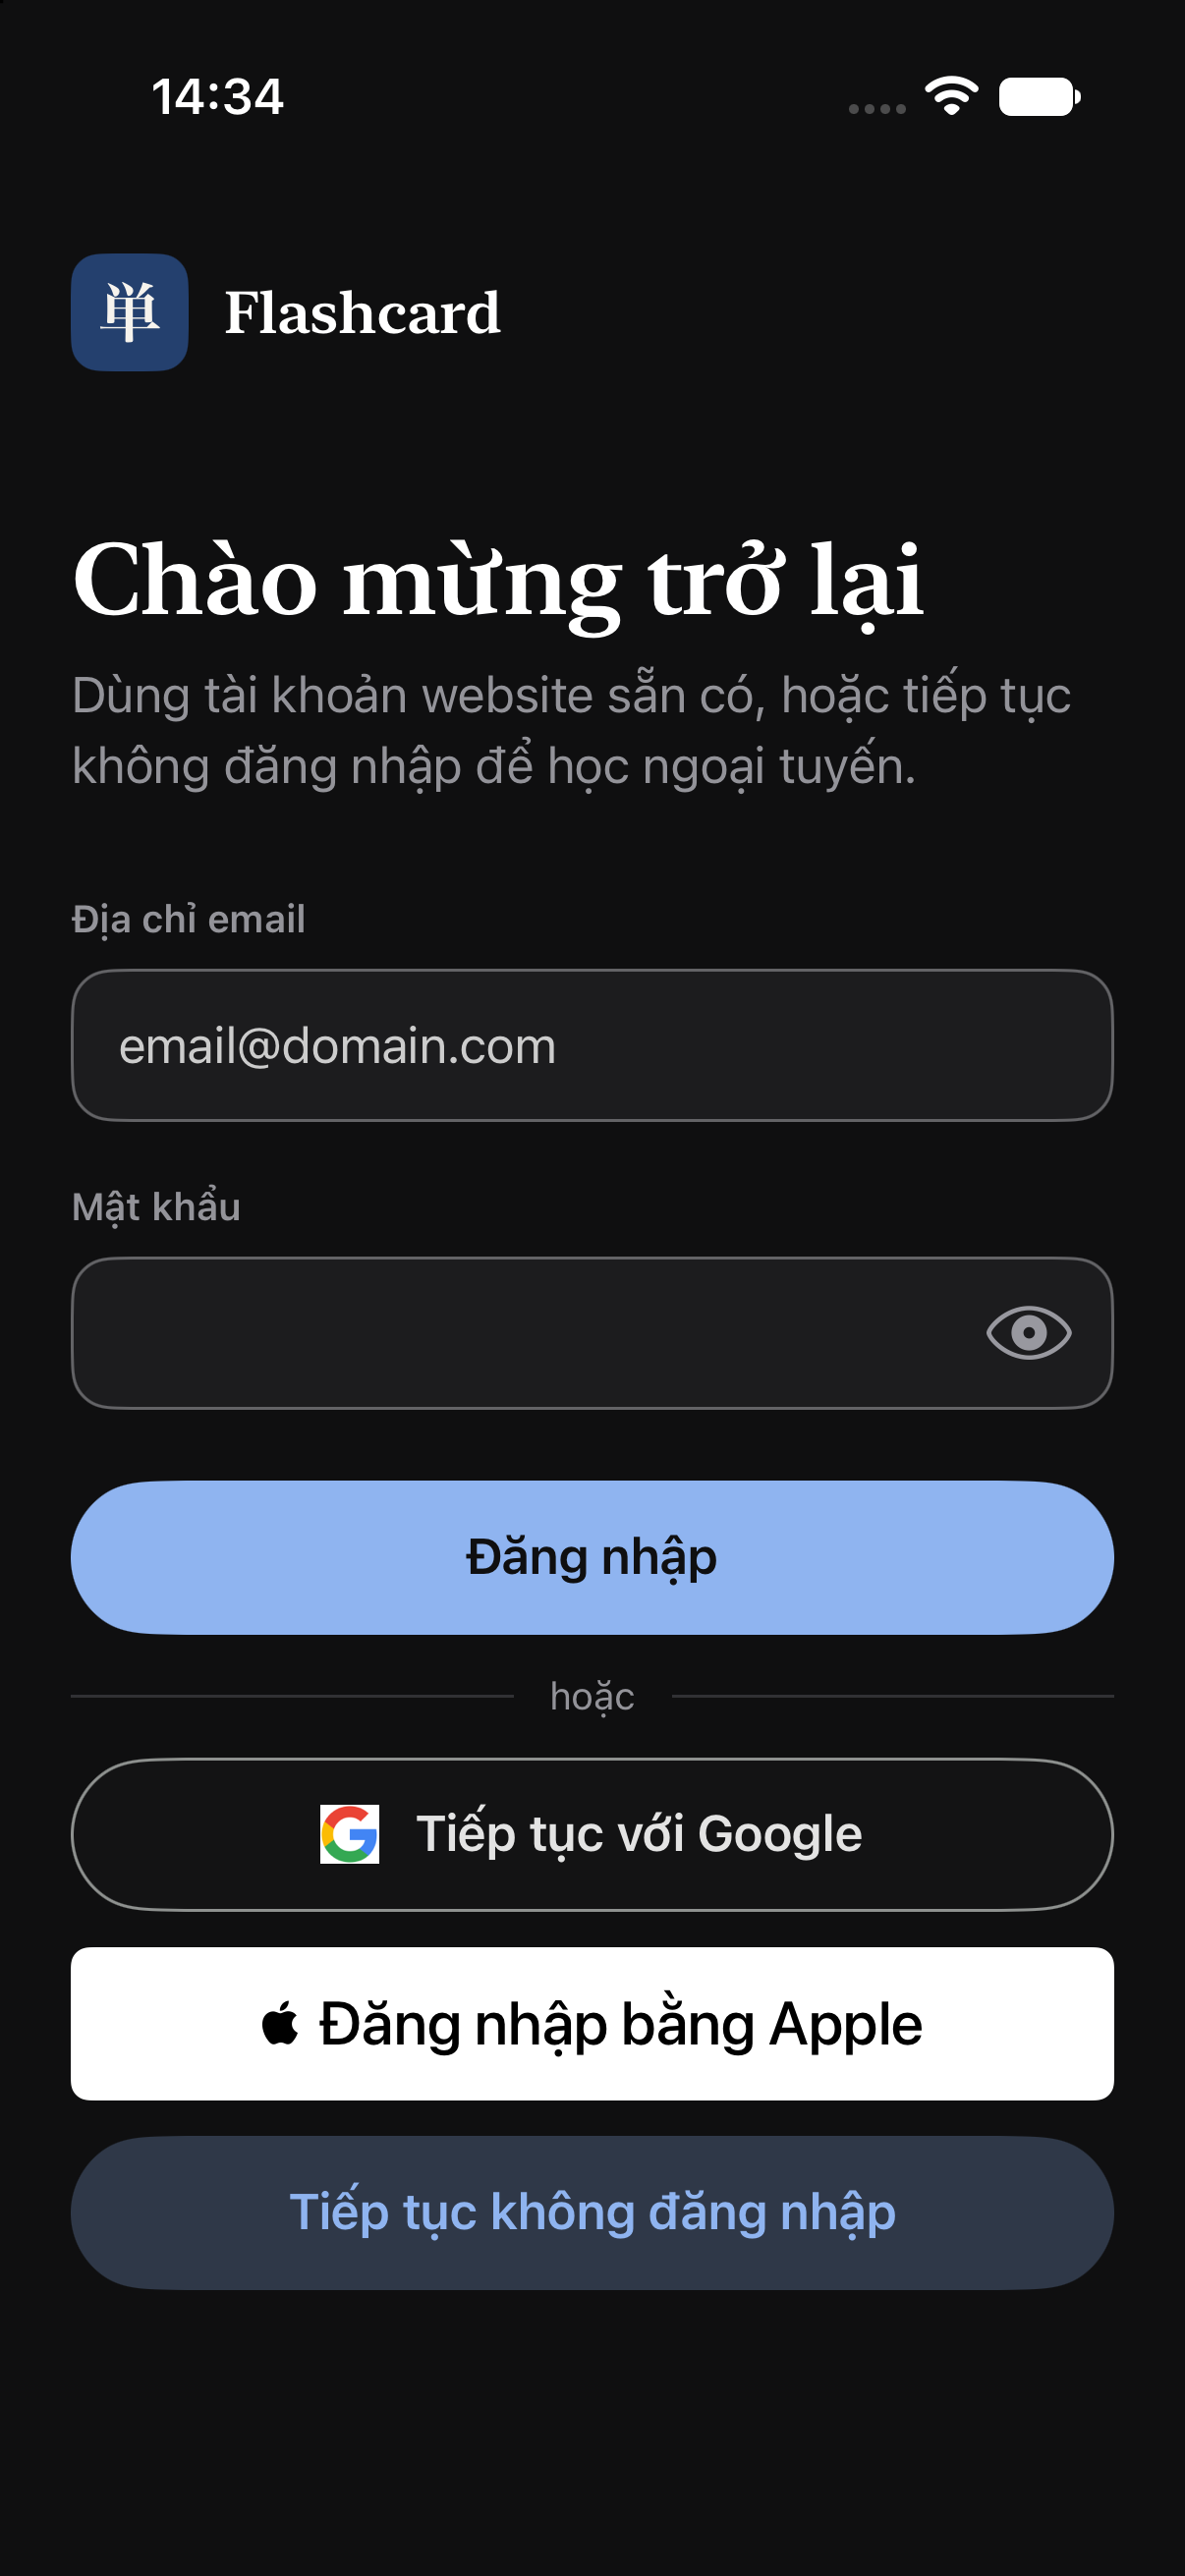 14:34
単 Flashcard
Chào mừng trở lại
Dùng tài khoản website sẵn có, hoặc tiếp tục
không đăng nhập để học ngoại tuyến.
Địa chỉ email
email@domain.com
Mật khẩu
Đăng nhập
hoặc
Tiếp tục với Google
Đăng nhập bằng Apple
Tiếp tục không đăng nhập